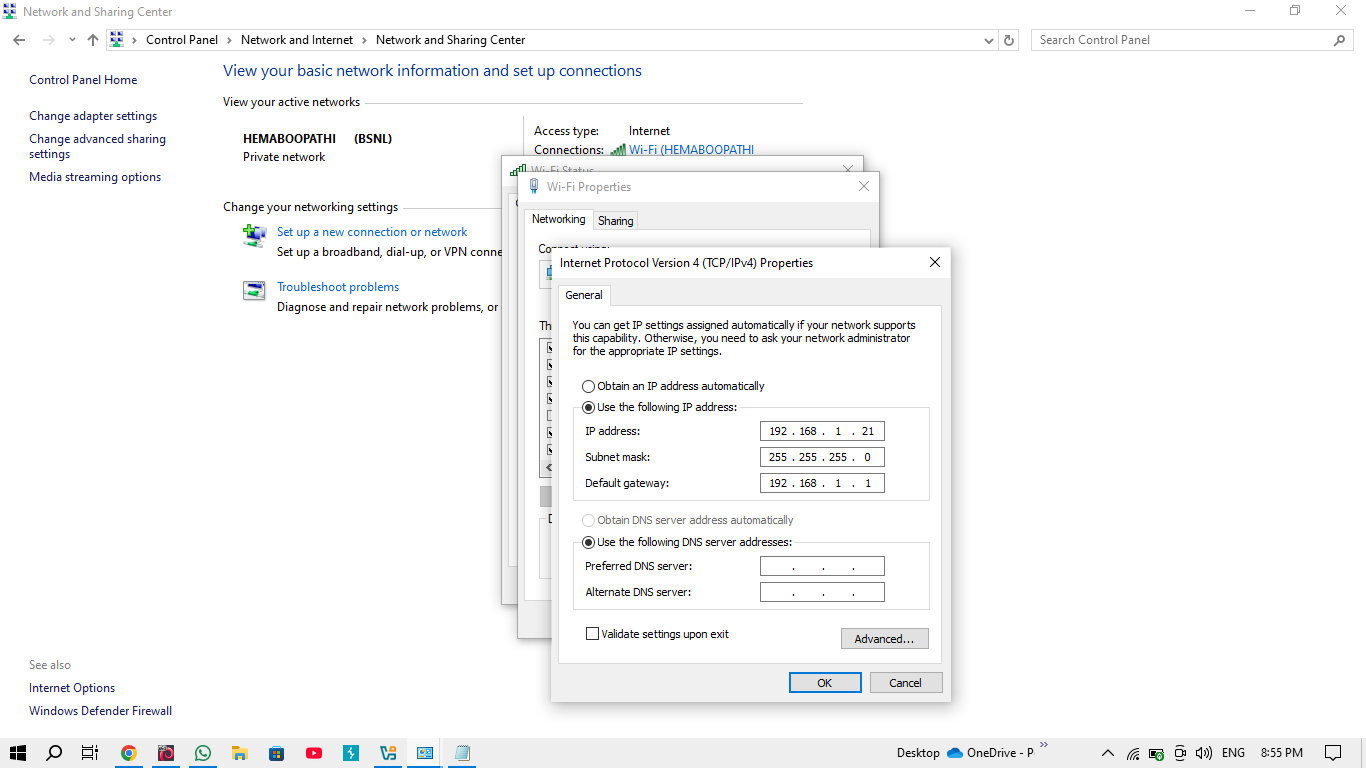 Network and Sharing Center
Control Panel > Network and Internet > Network and Sharing Center
Search Control Panel
Control Panel Home
Change adapter settings
Change advanced sharing
settings
Media streaming options
View your basic network information and set up connections
View your active networks
HEMABOOPATHI (BSNL)
Private network
Access type: Internet
Connections: Wi-Fi (HEMABOOPATHI
Change your networking settings
Set up a new connection or network
Set up a broadband, dial-up, or VPN conne
Troubleshoot problems
Diagnose and repair network problems, or
Wi-Fi Status
Wi-Fi Properties
Networking
Sharing
Connect using:
Th
Internet Protocol Version 4 (TCP/IPv4) Properties
General
You can get IP settings assigned automatically if your network supports
this capability. Otherwise, you need to ask your network administrator
for the appropriate IP settings.
Obtain an IP address automatically
Use the following IP address:
IP address: 192 . 168 . 1 . 21
Subnet mask: 255 . 255 . 255 . 0
Default gateway: 192 . 168 . 1 . 1
Obtain DNS server address automatically
Use the following DNS server addresses:
Preferred DNS server: . . .
Alternate DNS server: . . .
Validate settings upon exit
Advanced...
OK
Cancel
See also
Internet Options
Windows Defender Firewall
Desktop
OneDrive - P
ENG
8:55 PM